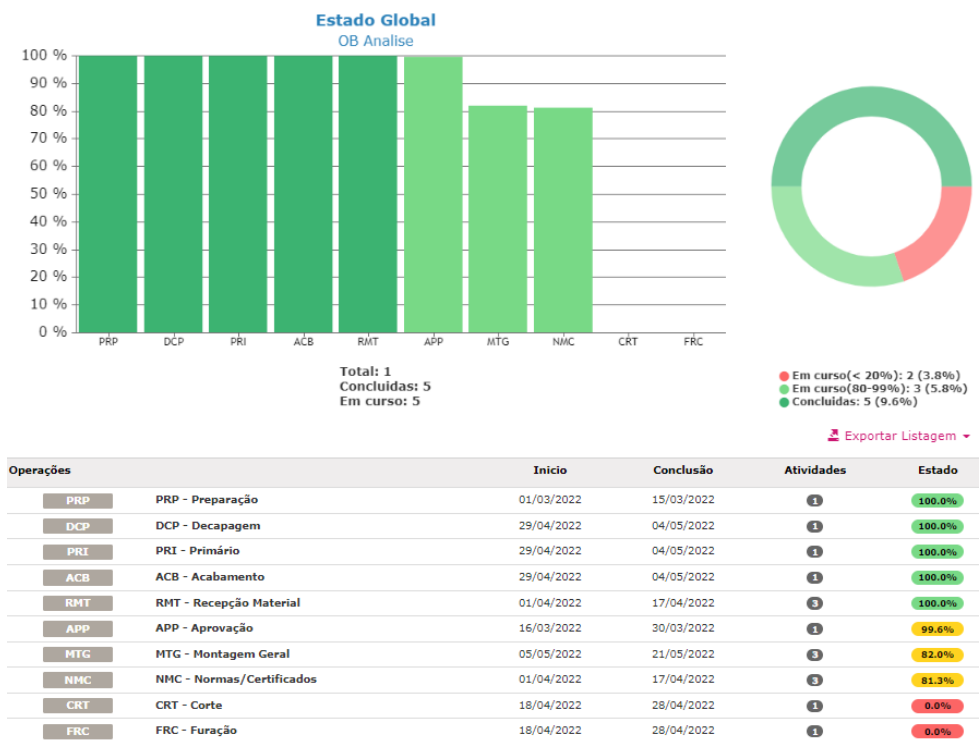 Estado Global
OB Analise
100 %
90 %
80 %
70 %
60 %
50 %
40 %
30 %
20 %
10 %
0 %
PRP DCP PRI ACB RMT APP MTG NMC CRT FRC
Total: 1
Concluidas: 5
Em curso: 5
Em curso(< 20%): 2 (3.8%)
Em curso(80-99%): 3 (5.8%)
Concluidas: 5 (9.6%)
Exportar Listagem
Operações Inicio Conclusão Atividades Estado
PRP PRP - Preparação 01/03/2022 15/03/2022 1 100.0%
DCP DCP - Decapagem 29/04/2022 04/05/2022 1 100.0%
PRI PRI - Primário 29/04/2022 04/05/2022 1 100.0%
ACB ACB - Acabamento 29/04/2022 04/05/2022 1 100.0%
RMT RMT - Recepção Material 01/04/2022 17/04/2022 3 100.0%
APP APP - Aprovação 16/03/2022 30/03/2022 1 99.6%
MTG MTG - Montagem Geral 05/05/2022 21/05/2022 3 82.0%
NMC NMC - Normas/Certificados 01/04/2022 17/04/2022 3 81.3%
CRT CRT - Corte 18/04/2022 28/04/2022 1 0.0%
FRC FRC - Furação 18/04/2022 28/04/2022 1 0.0%